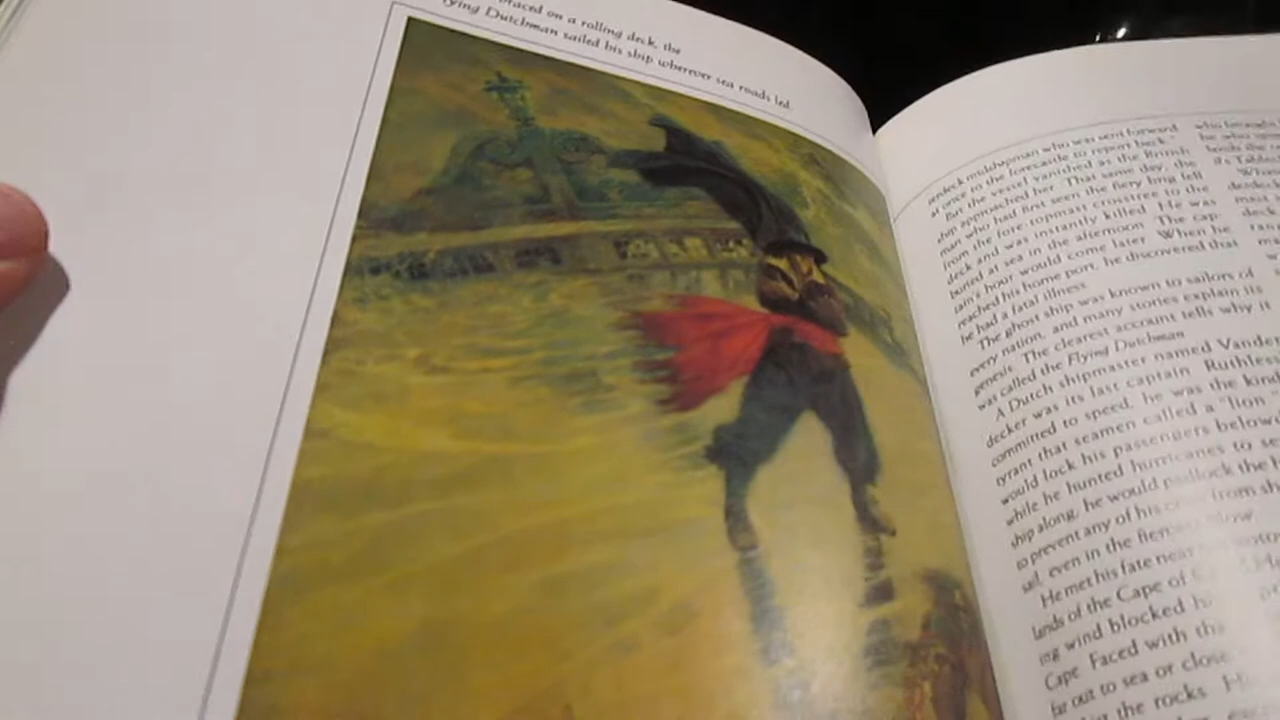 braced on a rolling deck, the
Flying Dutchman sailed his ship wherever sea roads led.
terdeck midshipman who was sent forward
at once to the forecastle to report back."
But the vessel vanished as the British
ship approached her. That same day, the
man who had first seen the fiery brig fell
from the fore topmast crosstree to the
deck and was instantly killed. He was
buried at sea in the afternoon. The cap-
tain's hour would come later. When he
reached his home port, he discovered that
he had a fatal illness.
The ghost ship was known to sailors of
every nation, and many stories explain its
genesis. The clearest account tells why it
was called the Flying Dutchman.
A Dutch shipmaster named Vander-
decker was its last captain. Ruthless
committed to speed, he was the kind
tyrant that seamen called a "lion."
would lock his passengers below
while he hunted hurricanes to
ship along; he would padlock the
to prevent any of his from
sail, even in the blow.
He met his fate near
lands of the Cape of
ing wind blocked
Cape. Faced with
far out to sea or close
the rocks.
who
he who
its Table